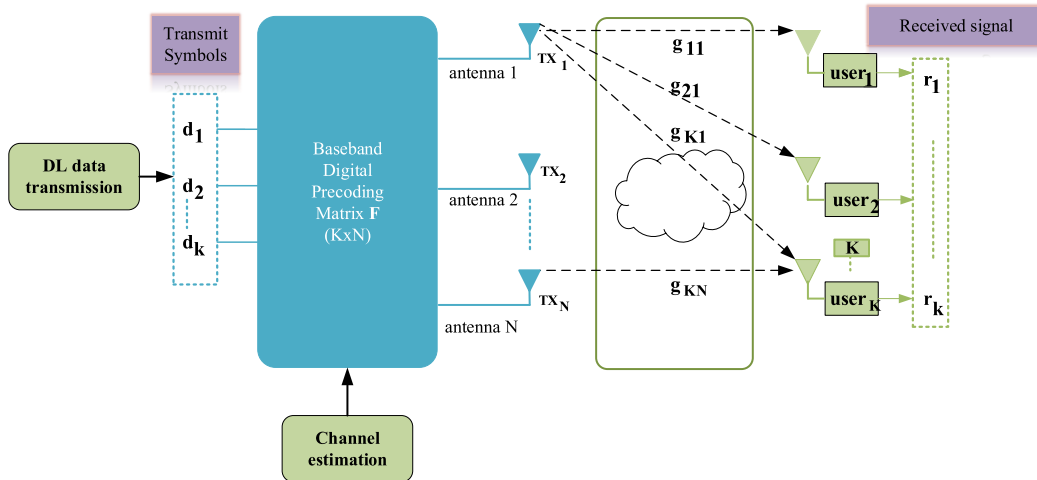 Transmit
Symbols
Received signal
DL data
transmission
d1
d2
dk
Baseband
Digital
Precoding
Matrix F
(KxN)
Channel
estimation
antenna 1
TX1
antenna 2
TX2
antenna N
TXN
g11
g21
gK1
gKN
user1
user2
K
userK
r1
rk